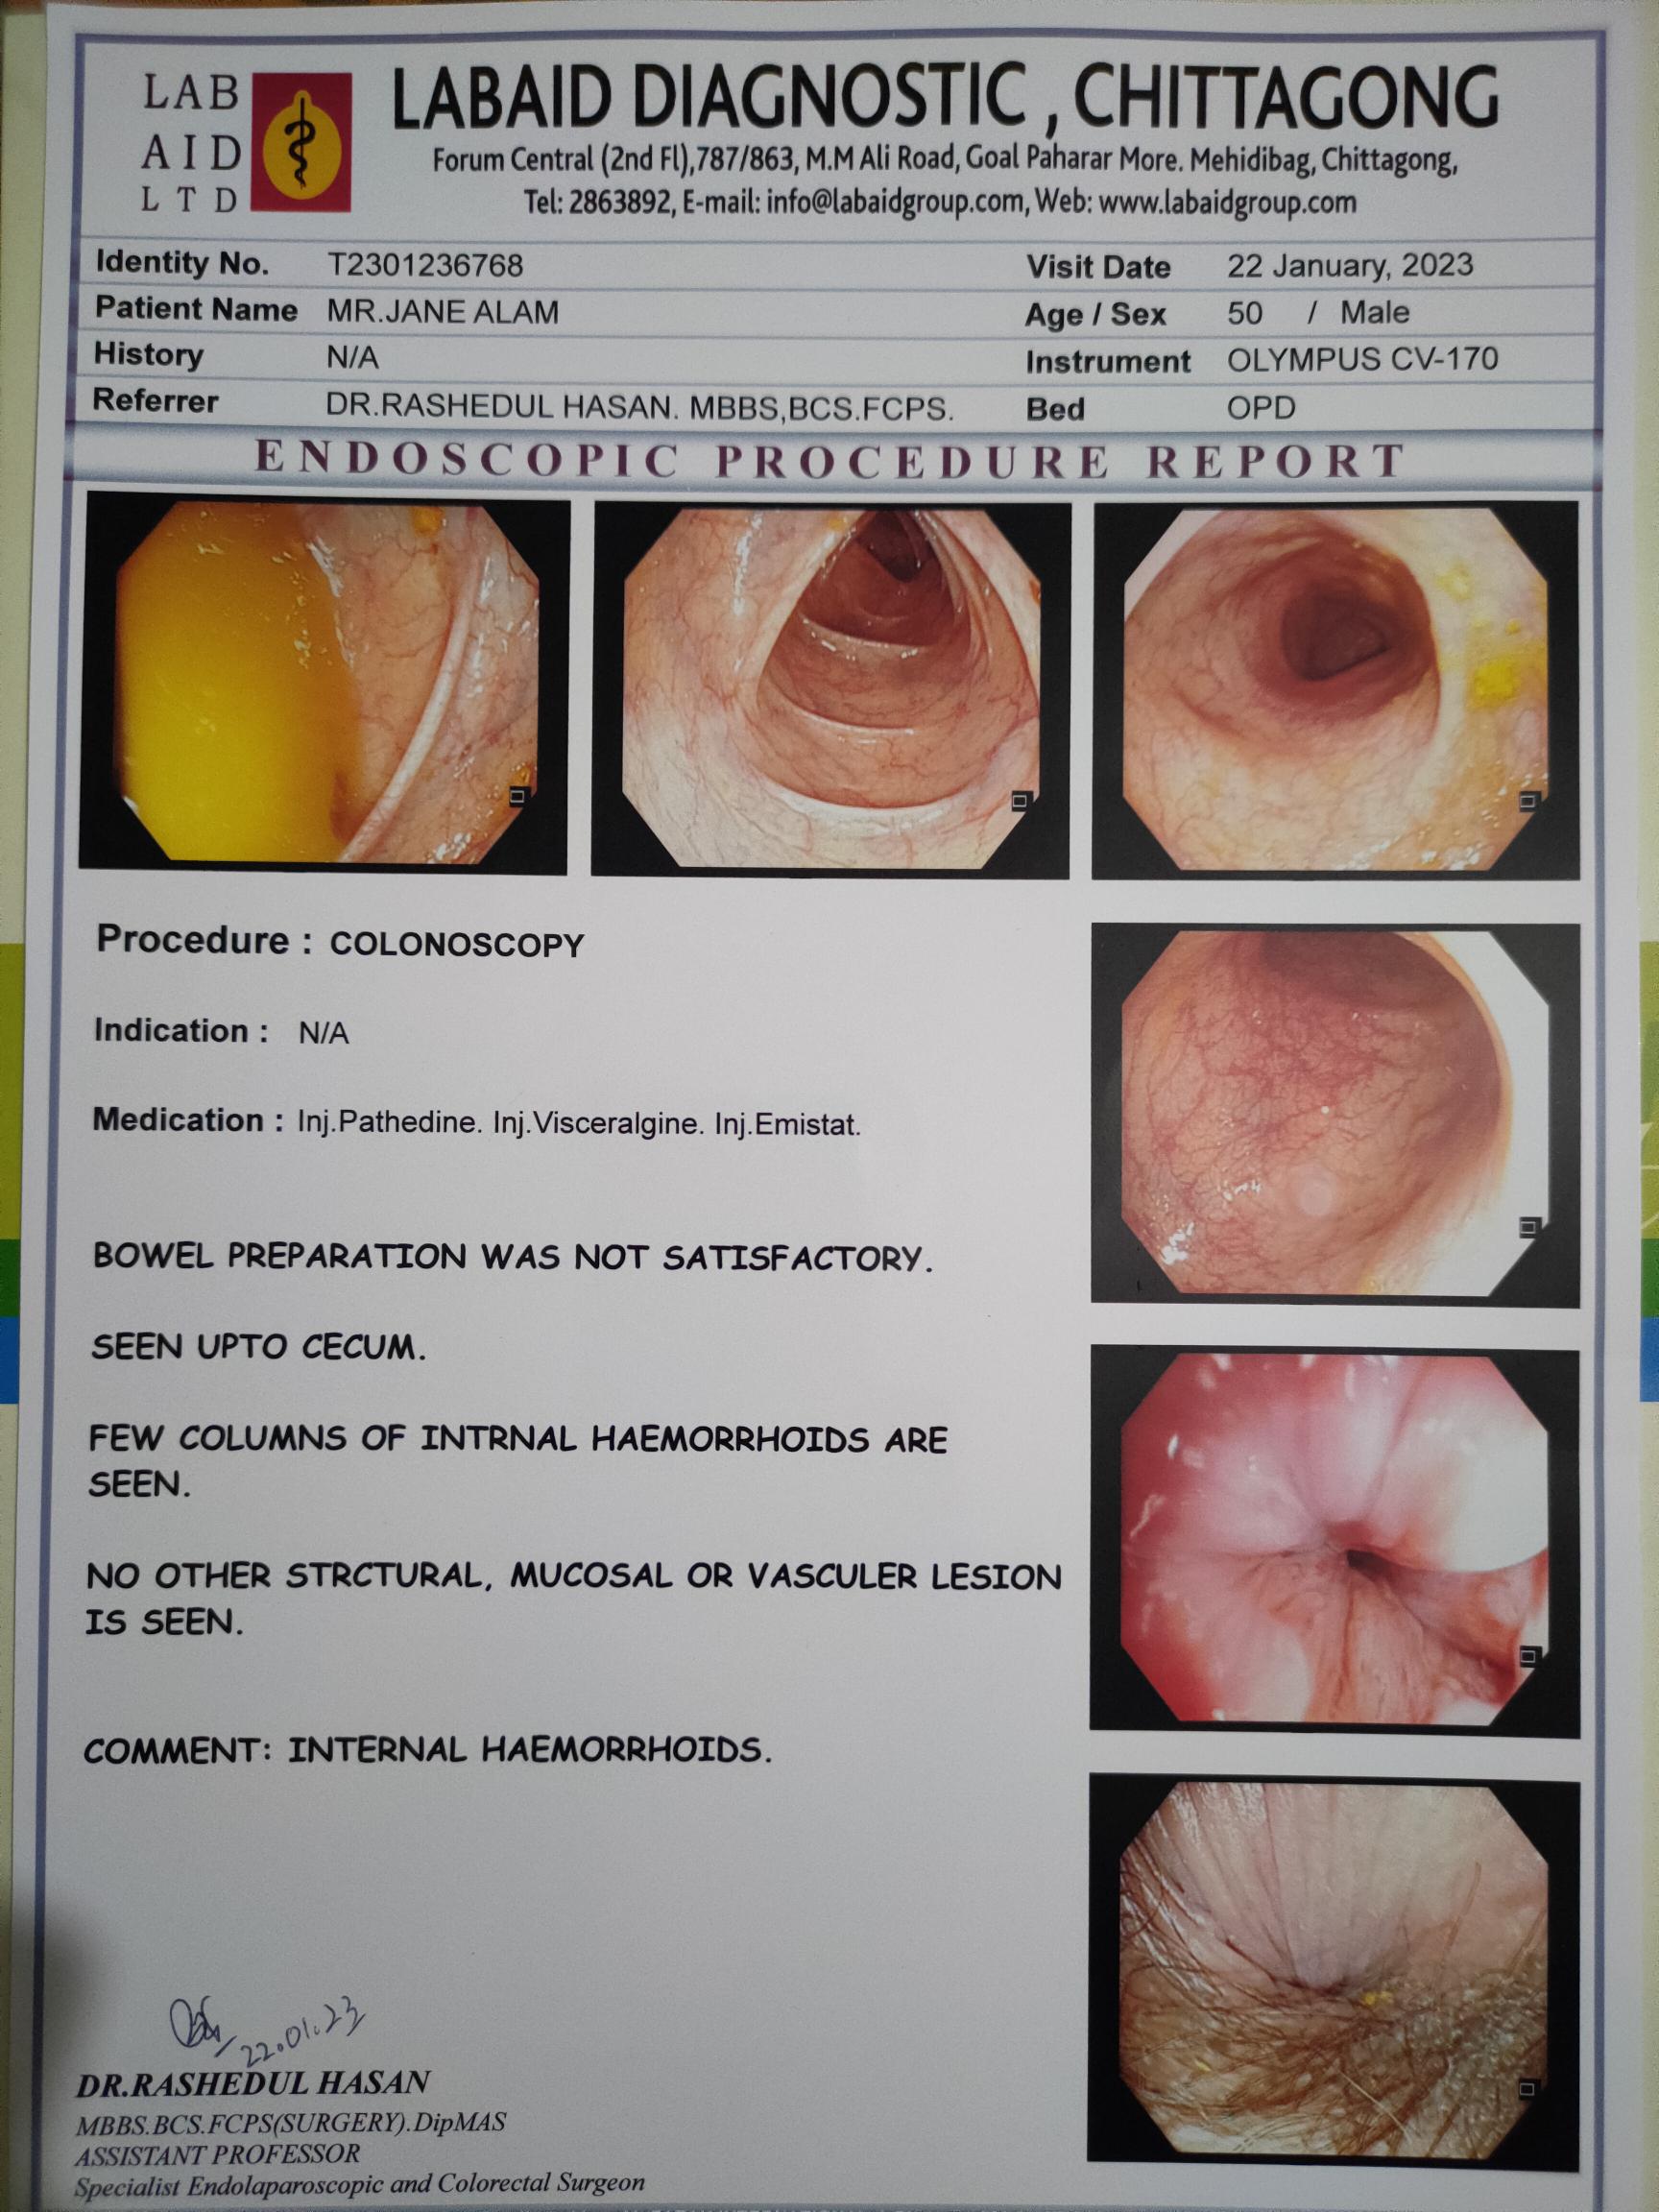 LAB
AID
LTD
LABAID DIAGNOSTIC , CHITTAGONG
Forum Central (2nd Fl),787/863, M.M Ali Road, Goal Paharar More. Mehidibag, Chittagong,
Tel: 2863892, E-mail: info@labaidgroup.com, Web: www.labaidgroup.com
Identity No. T2301236768 Visit Date 22 January, 2023
Patient Name MR.JANE ALAM Age / Sex 50 / Male
History N/A Instrument OLYMPUS CV-170
Referrer DR.RASHEDUL HASAN. MBBS,BCS.FCPS. Bed OPD
ENDOSCOPIC PROCEDURE REPORT
Procedure : COLONOSCOPY
Indication : N/A
Medication : Inj.Pathedine. Inj.Visceralgine. Inj.Emistat.
BOWEL PREPARATION WAS NOT SATISFACTORY.
SEEN UPTO CECUM.
FEW COLUMNS OF INTRNAL HAEMORRHOIDS ARE
SEEN.
NO OTHER STRCTURAL, MUCOSAL OR VASCULER LESION
IS SEEN.
COMMENT: INTERNAL HAEMORRHOIDS.
22.01.23
DR.RASHEDUL HASAN
MBBS.BCS.FCPS(SURGERY).DipMAS
ASSISTANT PROFESSOR
Specialist Endolaparoscopic and Colorectal Surgeon